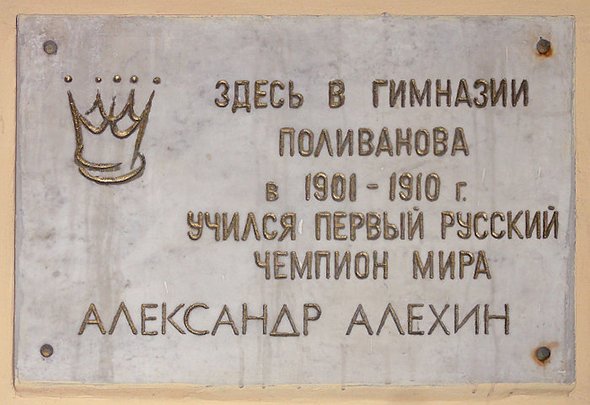 ЗДЕСЬ В ГИМНАЗИИ
ПОЛИВАНОВА
в 1901-1910 г.
УЧИЛСЯ ПЕРВЫЙ РУССКИЙ
ЧЕМПИОН МИРА
АЛЕКСАНДР АЛЕХИН